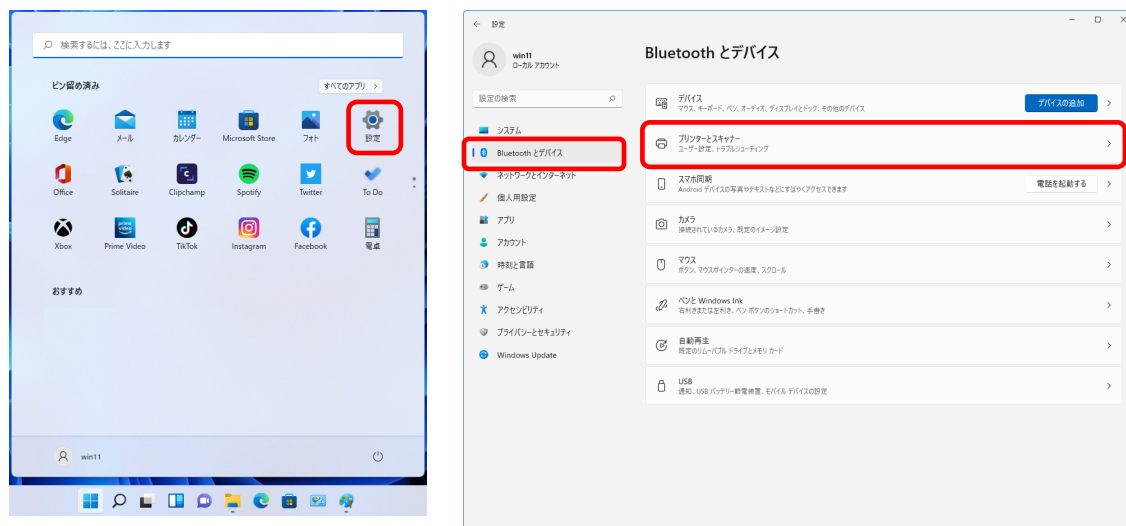 検索するには、ここに入力します
ピン留め済み
すべてのアプリ >
Edge
メール
カレンダー
Microsoft Store
フォト
設定
Office
Solitaire
Clipchamp
Spotify
Twitter
To Do
Xbox
prime video
Prime Video
TikTok
Instagram
Facebook
電卓
おすすめ
win11
← 設定
win11
ローカル アカウント
設定の検索
システム
Bluetooth とデバイス
ネットワークとインターネット
個人用設定
アプリ
アカウント
時刻と言語
ゲーム
アクセシビリティ
プライバシーとセキュリティ
Windows Update
Bluetooth とデバイス
デバイス
マウス、キーボード、ペン、オーディオ、ディスプレイとドック、その他のデバイス
デバイスの追加
プリンターとスキャナー
ユーザー設定、トラブルシューティング
スマホ同期
Android デバイスの写真やテキストなどにすばやくアクセスできます
電話を起動する
カメラ
接続されているカメラ、既定のイメージ設定
マウス
ボタン、マウスポインターの速度、スクロール
ペンと Windows Ink
右利きまたは左利き、ペン ボタンのショートカット、手書き
自動再生
既定のリムーバブル ドライブとメモリ カード
USB
通知、USB バッテリー節電装置、モバイル デバイスの設定